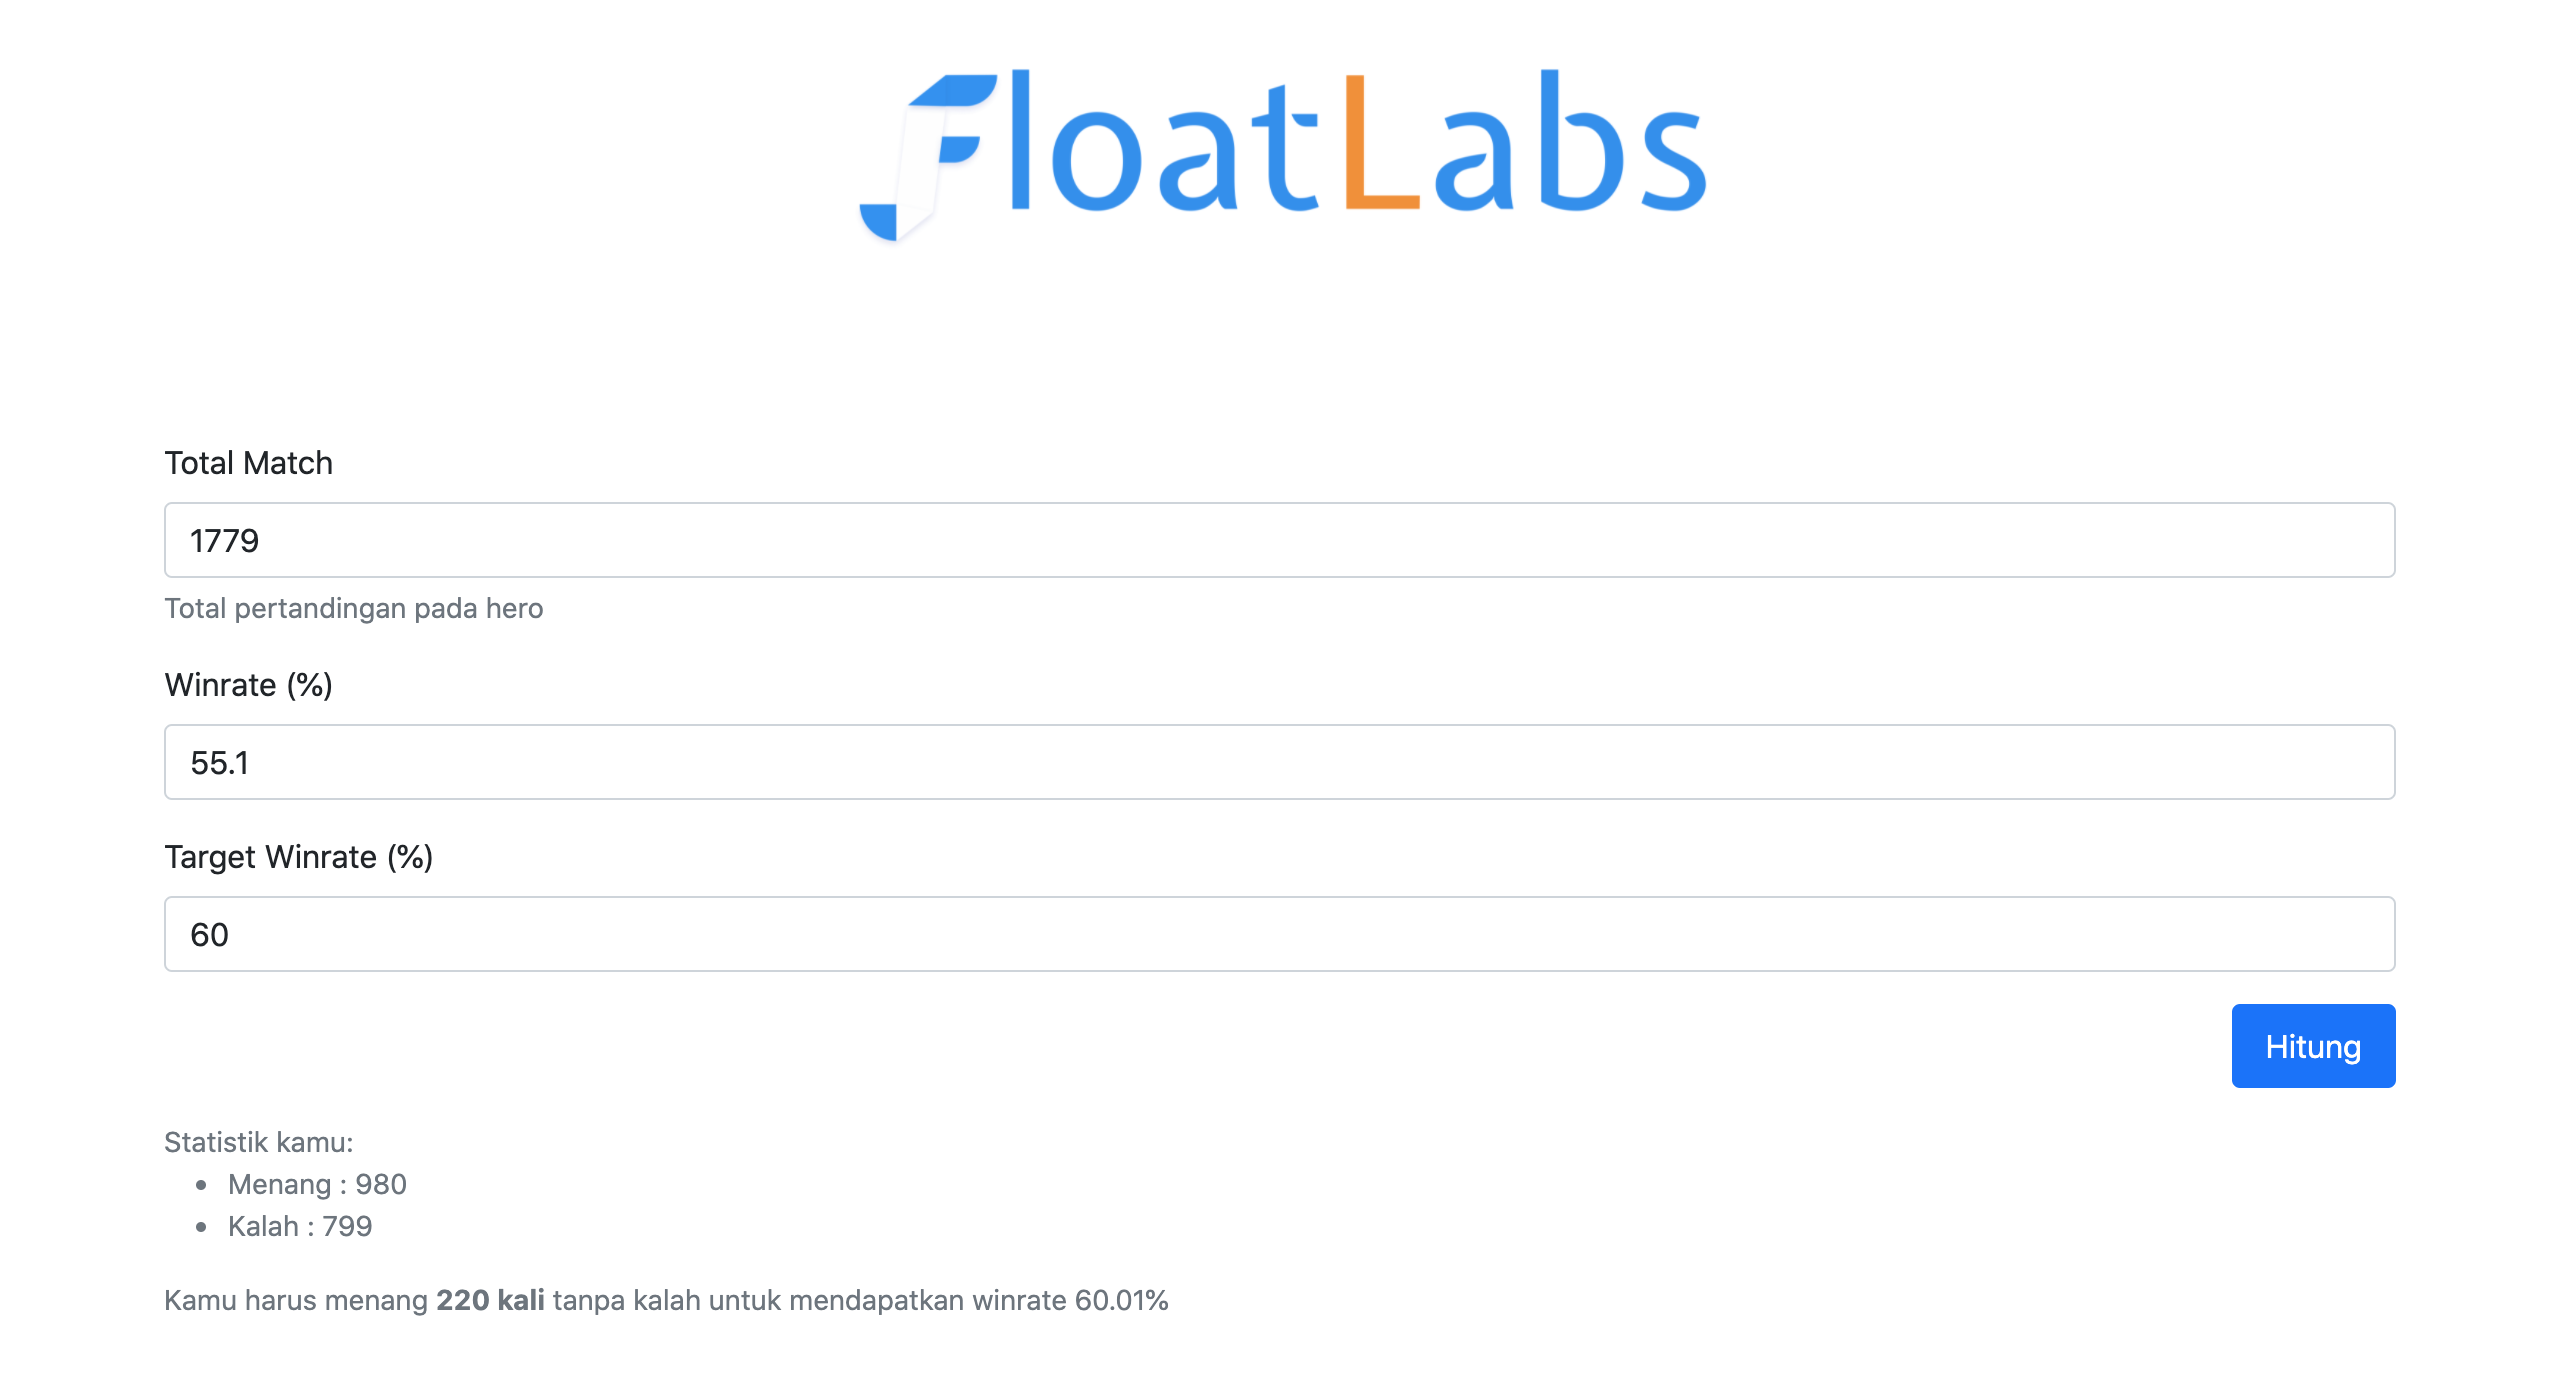 FloatLabs
Total Match
1779
Total pertandingan pada hero
Winrate (%)
55.1
Target Winrate (%)
60
Hitung
Statistik kamu:
Menang : 980
Kalah : 799
Kamu harus menang 220 kali tanpa kalah untuk mendapatkan winrate 60.01%